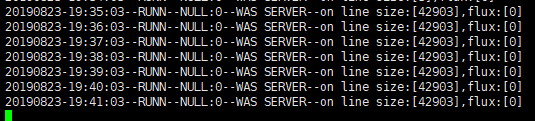 20190823-19:35:03--RUNN--NULL:0--WAS SERVER--on line size:[42903],flux:[0]
20190823-19:36:03--RUNN--NULL:0--WAS SERVER--on line size:[42903],flux:[0]
20190823-19:37:03--RUNN--NULL:0--WAS SERVER--on line size:[42903],flux:[0]
20190823-19:38:03--RUNN--NULL:0--WAS SERVER--on line size:[42903],flux:[0]
20190823-19:39:03--RUNN--NULL:0--WAS SERVER--on line size:[42903],flux:[0]
20190823-19:40:03--RUNN--NULL:0--WAS SERVER--on line size:[42903],flux:[0]
20190823-19:41:03--RUNN--NULL:0--WAS SERVER--on line size:[42903],flux:[0]